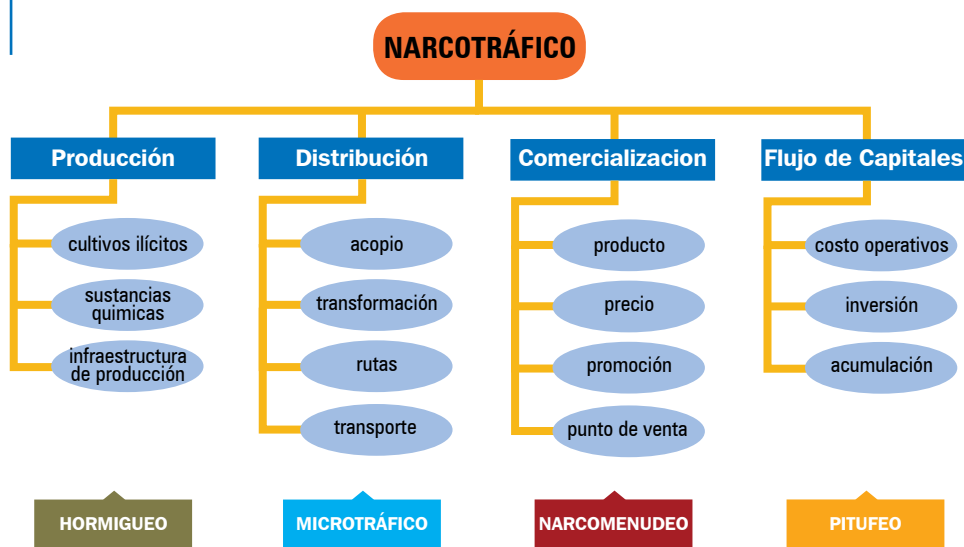 NARCOTRÁFICO
Producción
cultivos ilícitos
sustancias
quimicas
infraestructura
de producción
HORMIGUEO
Distribución
acopio
transformación
rutas
transporte
MICROTRÁFICO
Comercializacion
producto
precio
promoción
punto de venta
NARCOMENUDEO
Flujo de Capitales
costo operativos
inversión
acumulación
PITUFEO